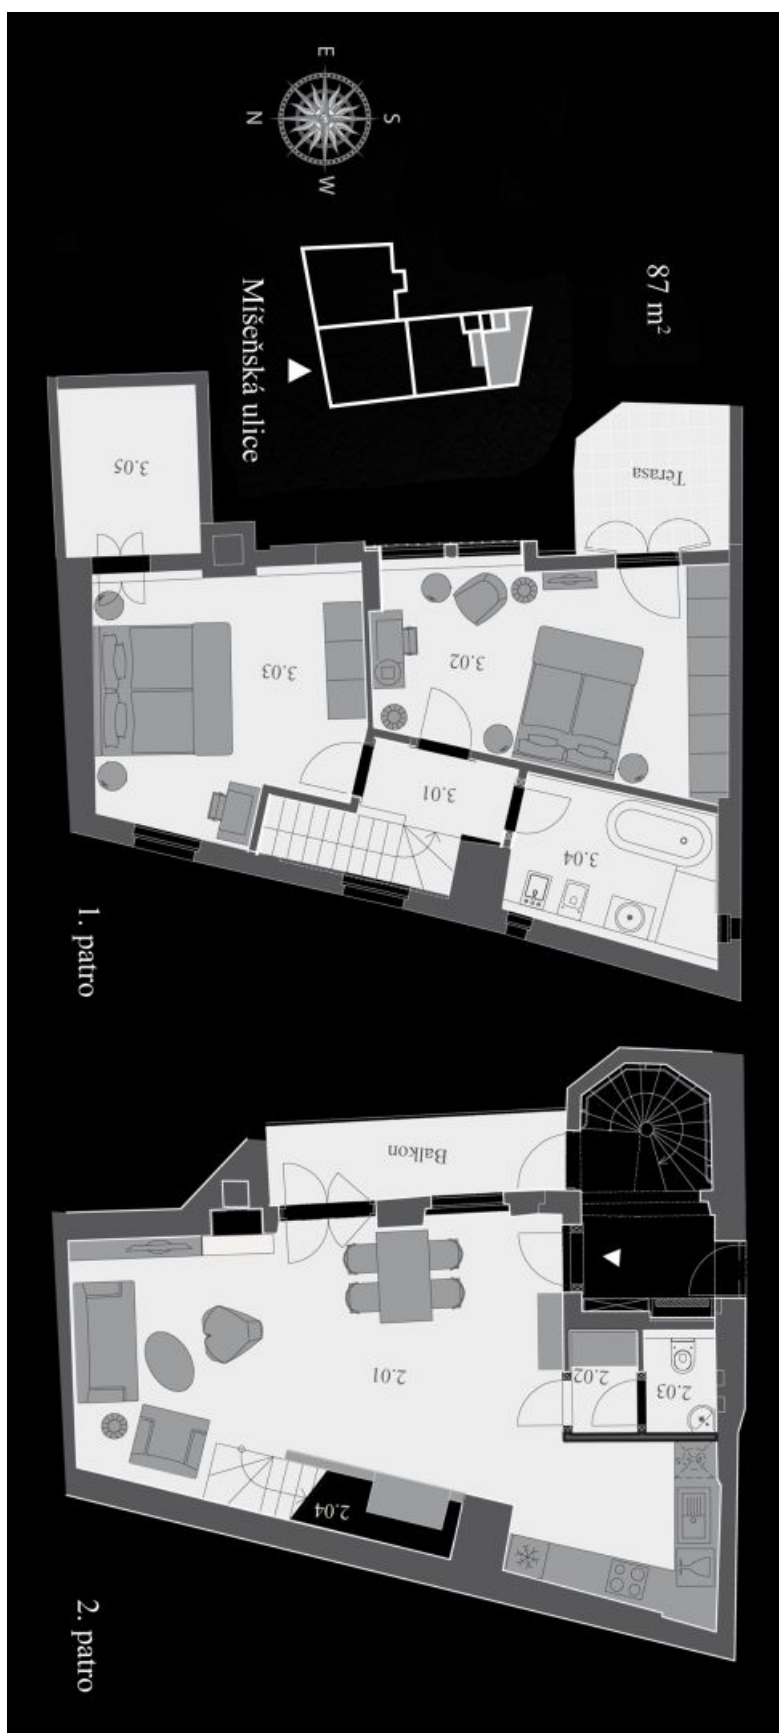 E
N
S
W
87 m²
Míšeňská ulice
3.05
Terasa
3.03
3.02
3.01
3.04
1. patro
Balkon
2.01
2.02
2.03
2.04
2. patro